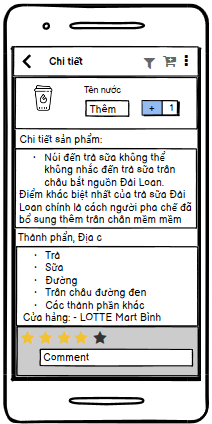 Chi tiết
Tên nước
Thêm
+ 1
Chi tiết sản phẩm:
• Nói đến trà sữa không thể
không nhắc đến trà sữa trân
châu bắt nguồn Đài Loan.
Điểm khác biệt nhất của trà sữa Đài
Loan chính là cách người pha chế đã
bổ sung thêm trân châu mềm mềm
Thành phần, Địa c
• Trà
• Sữa
• Đường
• Trân châu đường đen
• Các thành phần khác
Cửa hàng: - LOTTE Mart Bình
Comment